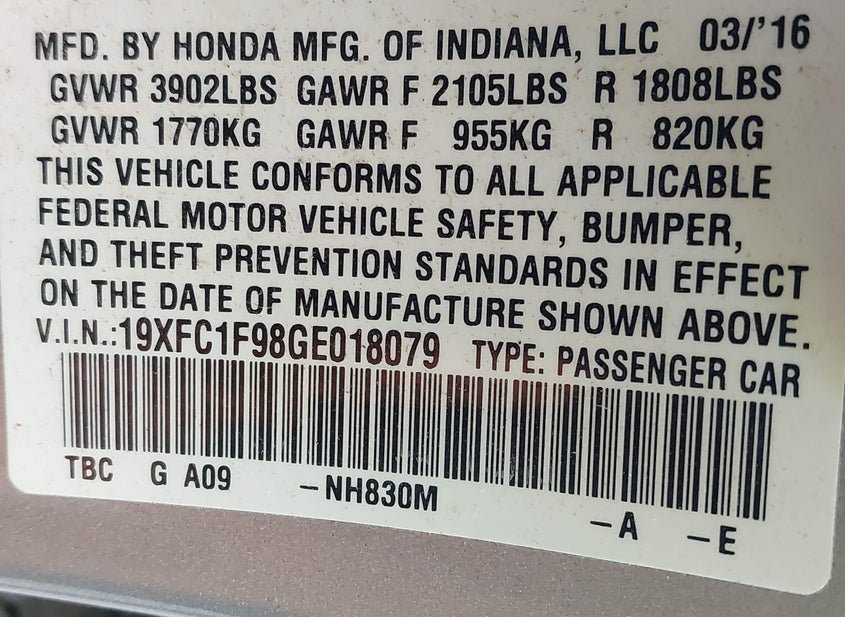 MFD. BY HONDA MFG. OF INDIANA, LLC 03/'16
GVWR 3902LBS GAWR F 2105LBS R 1808LBS
GVWR 1770KG GAWR F 955KG R 820KG
THIS VEHICLE CONFORMS TO ALL APPLICABLE
FEDERAL MOTOR VEHICLE SAFETY, BUMPER,
AND THEFT PREVENTION STANDARDS IN EFFECT
ON THE DATE OF MANUFACTURE SHOWN ABOVE.
V.I.N.:19XFC1F98GE018079 TYPE: PASSENGER CAR
TBC G A09 -NH830M -A -E